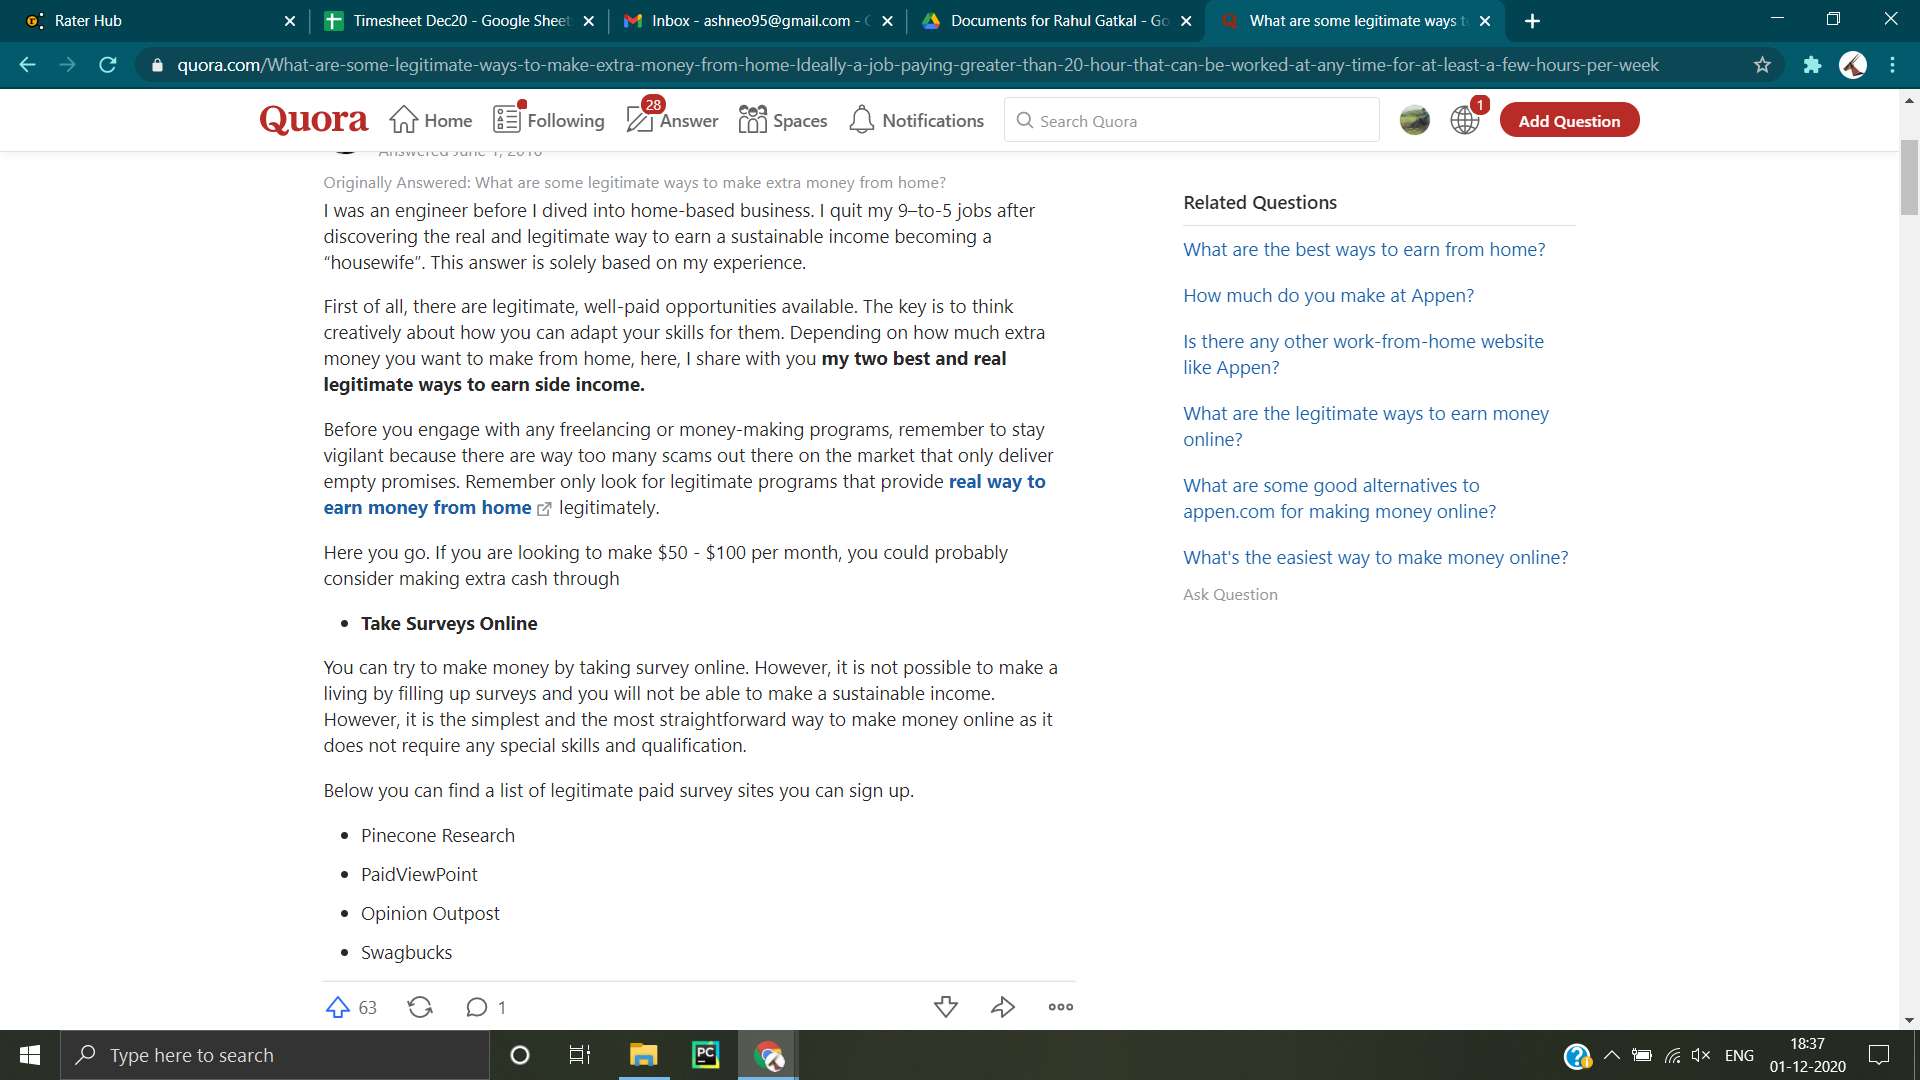 Rater Hub
Timesheet Dec20 - Google Sheet
Inbox - ashneo95@gmail.com -
Documents for Rahul Gatkal - Go
What are some legitimate ways t
quora.com/What-are-some-legitimate-ways-to-make-extra-money-from-home-Ideally-a-job-paying-greater-than-20-hour-that-can-be-worked-at-any-time-for-at-least-a-few-hours-per-week
Quora
Home
Following
28
Answer
Spaces
Notifications
Search Quora
1
Add Question
Answered June 1, 2016
Originally Answered: What are some legitimate ways to make extra money from home?
I was an engineer before I dived into home-based business. I quit my 9–to-5 jobs after
discovering the real and legitimate way to earn a sustainable income becoming a
“housewife”. This answer is solely based on my experience.
First of all, there are legitimate, well-paid opportunities available. The key is to think
creatively about how you can adapt your skills for them. Depending on how much extra
money you want to make from home, here, I share with you my two best and real
legitimate ways to earn side income.
Before you engage with any freelancing or money-making programs, remember to stay
vigilant because there are way too many scams out there on the market that only deliver
empty promises. Remember only look for legitimate programs that provide real way to
earn money from home legitimately.
Here you go. If you are looking to make $50 - $100 per month, you could probably
consider making extra cash through
• Take Surveys Online
You can try to make money by taking survey online. However, it is not possible to make a
living by filling up surveys and you will not be able to make a sustainable income.
However, it is the simplest and the most straightforward way to make money online as it
does not require any special skills and qualification.
Below you can find a list of legitimate paid survey sites you can sign up.
• Pinecone Research
• PaidViewPoint
• Opinion Outpost
• Swagbucks
63
1
Related Questions
What are the best ways to earn from home?
How much do you make at Appen?
Is there any other work-from-home website
like Appen?
What are the legitimate ways to earn money
online?
What are some good alternatives to
appen.com for making money online?
What's the easiest way to make money online?
Ask Question
Type here to search
PC
ENG
18:37
01-12-2020